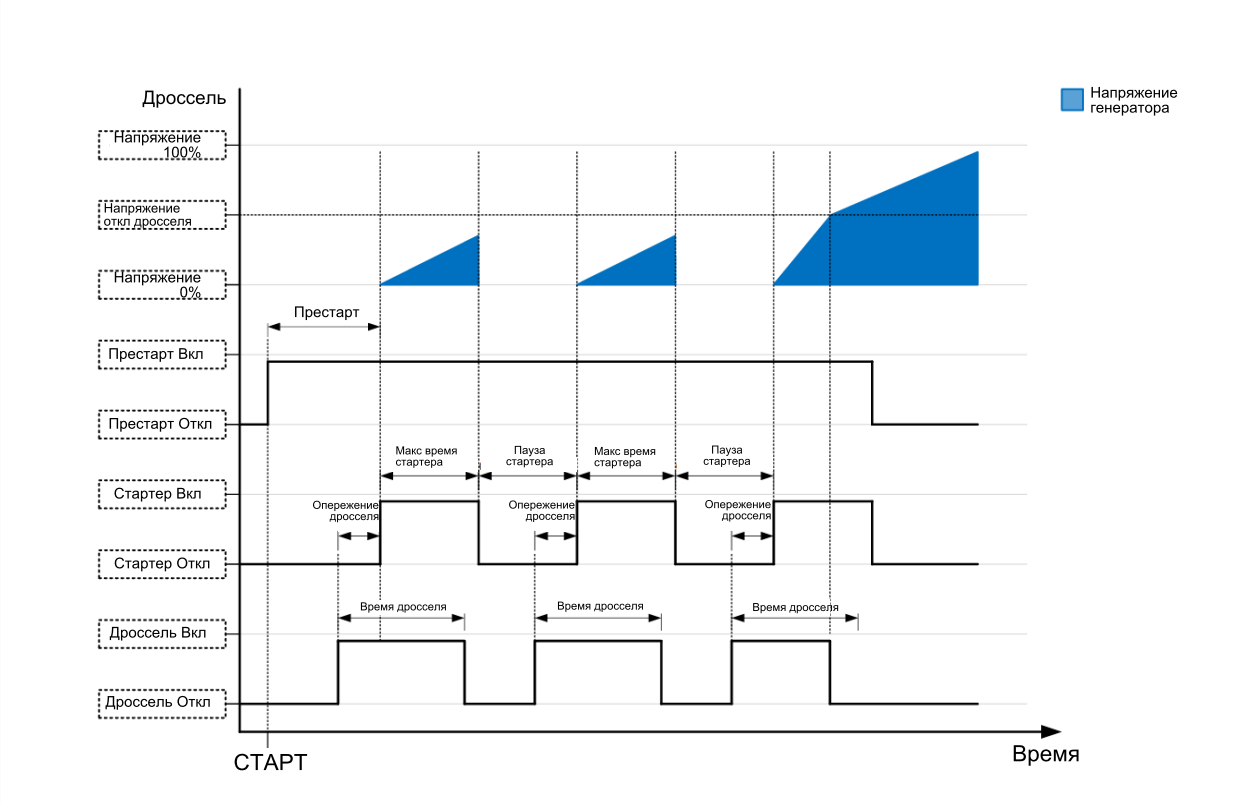 Дроссель
Напряжение
генератора
Напряжение
100%
Напряжение
откл дросселя
Напряжение
0%
Престарт
Престарт Вкл
Престарт Откл
Макс время
стартера
Пауза
стартера
Макс время
стартера
Пауза
стартера
Стартер Вкл
Опережение
дросселя
Опережение
дросселя
Опережение
дросселя
Стартер Откл
Время дросселя
Время дросселя
Время дросселя
Дроссель Вкл
Дроссель Откл
СТАРТ
Время